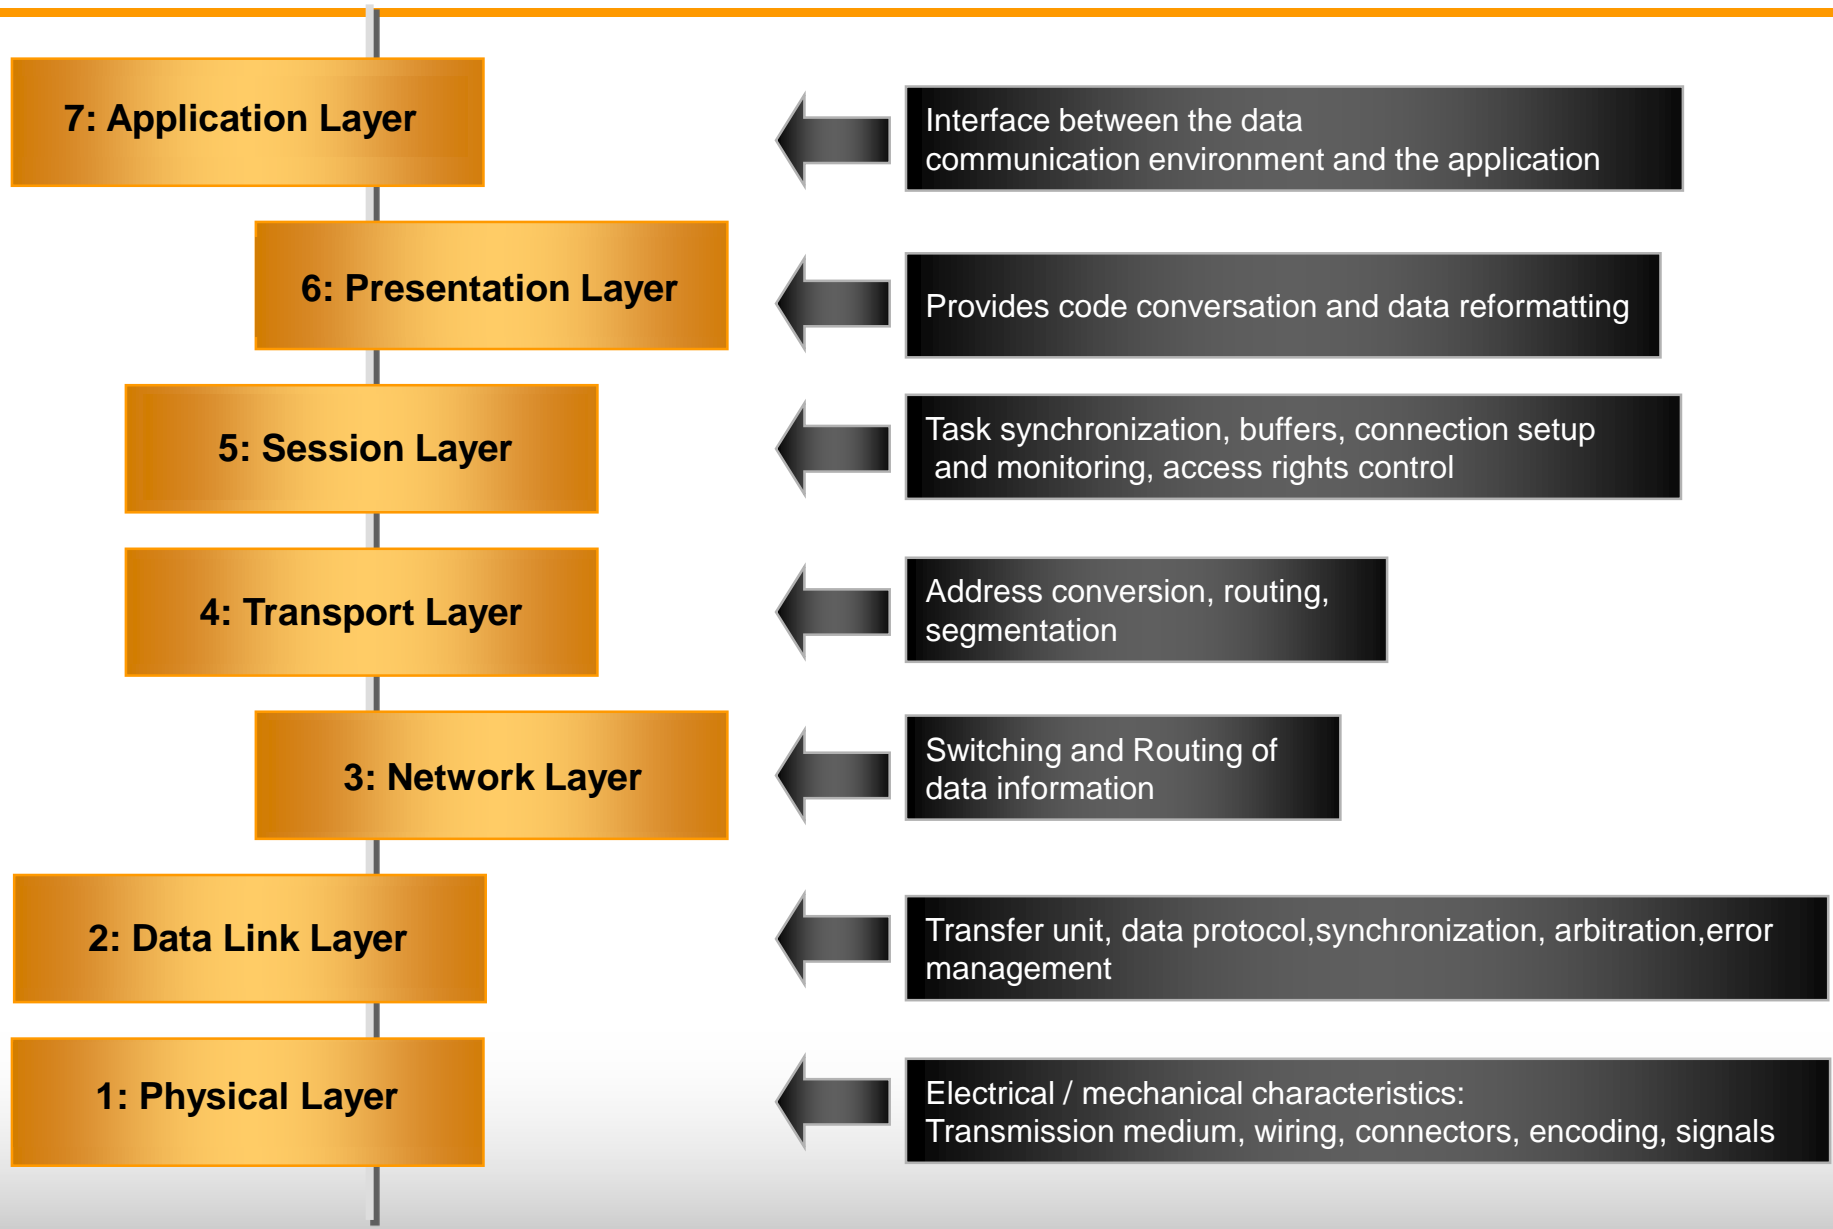 7: Application Layer
Interface between the data
communication environment and the application
6: Presentation Layer
Provides code conversation and data reformatting
5: Session Layer
Task synchronization, buffers, connection setup
and monitoring, access rights control
4: Transport Layer
Address conversion, routing,
segmentation
3: Network Layer
Switching and Routing of
data information
2: Data Link Layer
Transfer unit, data protocol,synchronization, arbitration,error
management
1: Physical Layer
Electrical / mechanical characteristics:
Transmission medium, wiring, connectors, encoding, signals